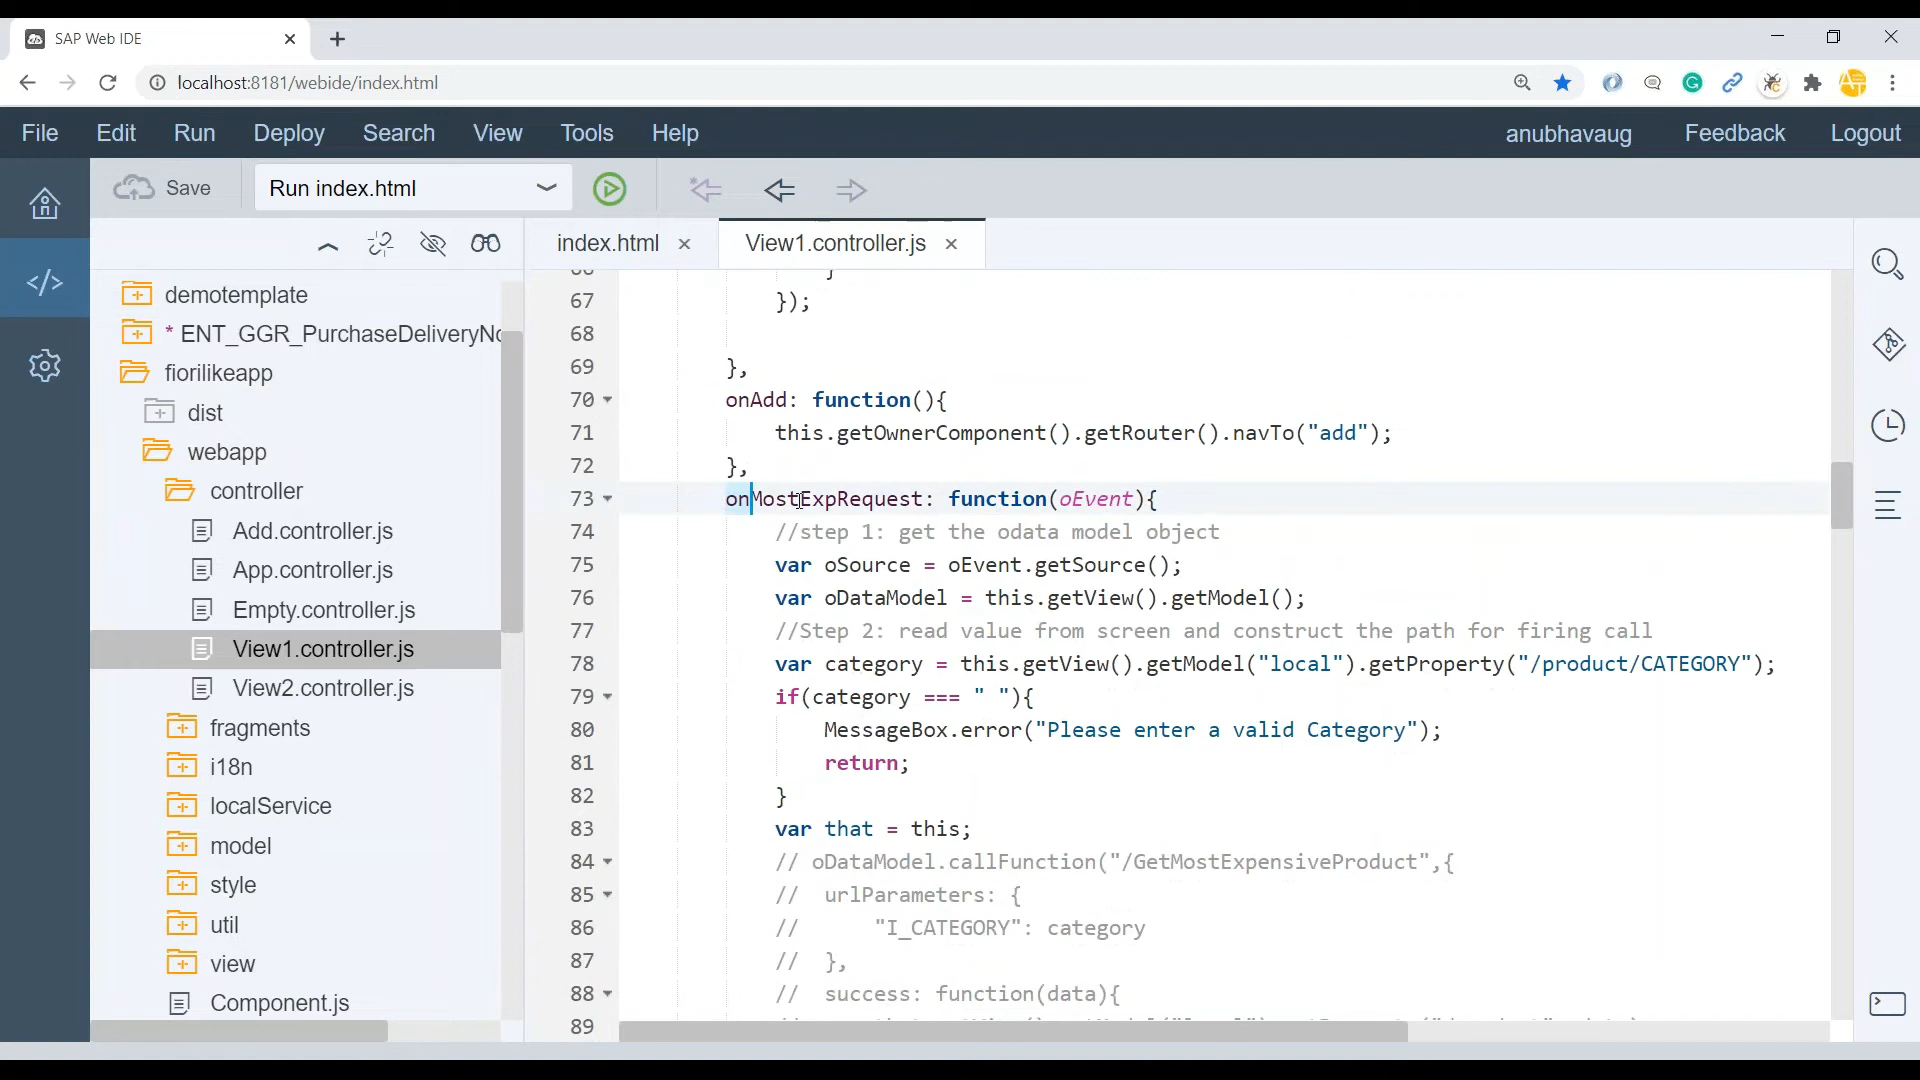 SAP Web IDE
localhost:8181/webide/index.html
File Edit Run Deploy Search View Tools Help
anubhavaug Feedback Logout
Save
Run index.html
index.html
View1.controller.js
demotemplate
* ENT_GGR_PurchaseDeliveryNo
fiorilikeapp
dist
webapp
controller
Add.controller.js
App.controller.js
Empty.controller.js
View1.controller.js
View2.controller.js
fragments
i18n
localService
model
style
util
view
Component.js
66 }
67 });
68
69 },
70 onAdd: function(){
71 this.getOwnerComponent().getRouter().navTo("add");
72 },
73 onMostExpRequest: function(oEvent){
74 //step 1: get the odata model object
75 var oSource = oEvent.getSource();
76 var oDataModel = this.getView().getModel();
77 //Step 2: read value from screen and construct the path for firing call
78 var category = this.getView().getModel("local").getProperty("/product/CATEGORY");
79 if(category === " "){
80 MessageBox.error("Please enter a valid Category");
81 return;
82 }
83 var that = this;
84 // oDataModel.callFunction("/GetMostExpensiveProduct",{
85 // urlParameters: {
86 // "I_CATEGORY": category
87 // },
88 // success: function(data){
89